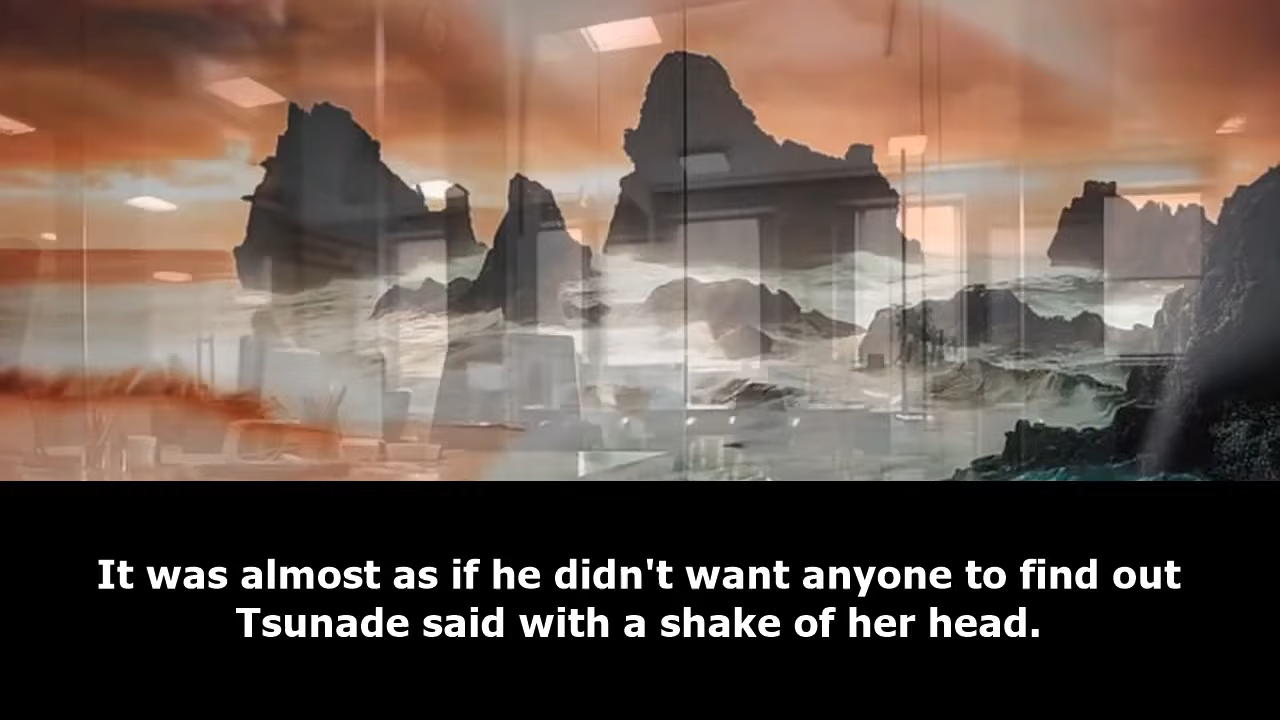 It was almost as if he didn't want anyone to find out
Tsunade said with a shake of her head.